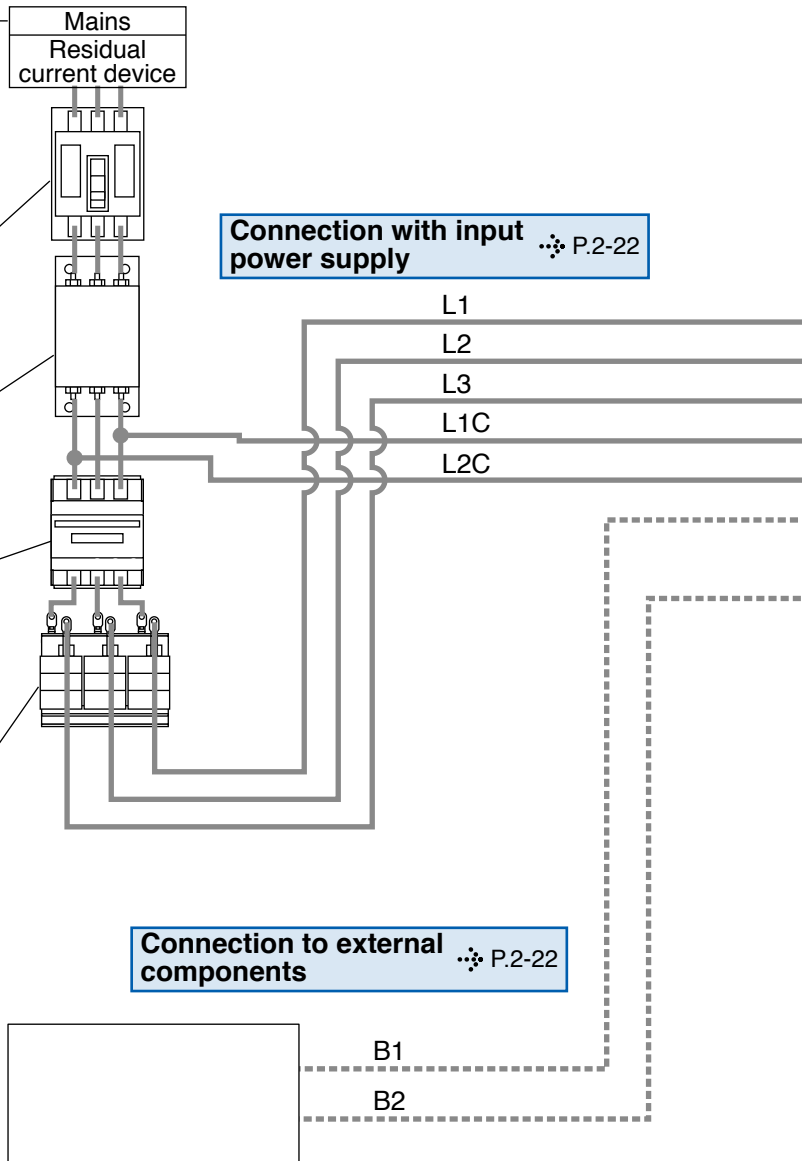 Mains
Residual
current device
Connection with input
power supply
P.2-22
L1
L2
L3
L1C
L2C
Connection to external
components
P.2-22
B1
B2